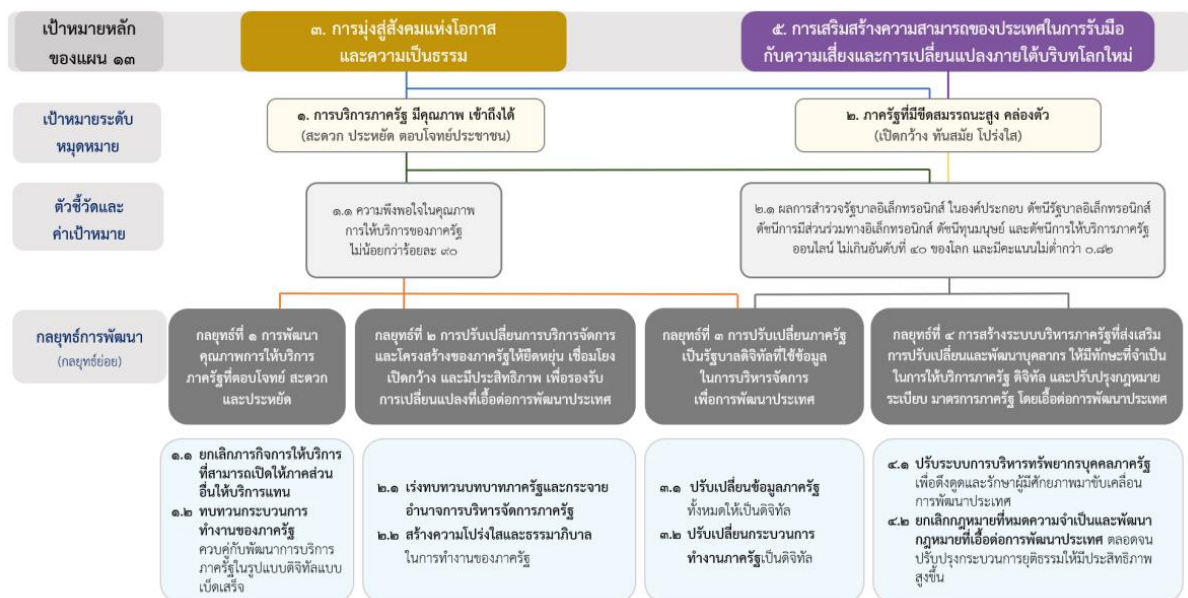 เป้าหมายหลัก
ของแผน ๑๓
๓. การมุ่งสู่สังคมแห่งโอกาส
และความเป็นธรรม
๕. การเสริมสร้างความสามารถของประเทศในการรับมือ
กับความเสี่ยงและการเปลี่ยนแปลงภายใต้บริบทโลกใหม่
เป้าหมายระดับ
หมุดหมาย
๑. การบริการภาครัฐ มีคุณภาพ เข้าถึงได้
(สะดวก ประหยัด ตอบโจทย์ประชาชน)
๒. ภาครัฐที่มีขีดสมรรถนะสูง คล่องตัว
(เปิดกว้าง ทันสมัย โปร่งใส)
ตัวชี้วัดและ
ค่าเป้าหมาย
๑.๑ ความพึงพอใจในคุณภาพ
การให้บริการของภาครัฐ
ไม่น้อยกว่าร้อยละ ๙๐
๒.๑ ผลการสำรวจรัฐบาลอิเล็กทรอนิกส์ ในองค์ประกอบ ดัชนีรัฐบาลอิเล็กทรอนิกส์
ดัชนีการมีส่วนร่วมทางอิเล็กทรอนิกส์ ดัชนีทุนมนุษย์ และดัชนีการให้บริการภาครัฐ
ออนไลน์ ไม่เกินอันดับที่ ๔๐ ของโลก และมีคะแนนไม่ต่ำกว่า ๐.๘๒
กลยุทธ์การพัฒนา
(กลยุทธ์ย่อย)
กลยุทธ์ที่ ๑ การพัฒนา
คุณภาพการให้บริการ
ภาครัฐที่ตอบโจทย์ สะดวก
และประหยัด
กลยุทธ์ที่ ๒ การปรับเปลี่ยนการบริหารจัดการ
และโครงสร้างของภาครัฐให้ยืดหยุ่น เชื่อมโยง
เปิดกว้าง และมีประสิทธิภาพ เพื่อรองรับ
การเปลี่ยนแปลงที่เอื้อต่อการพัฒนาประเทศ
กลยุทธ์ที่ ๓ การปรับเปลี่ยนภาครัฐ
เป็นรัฐบาลดิจิทัลที่ใช้ข้อมูล
ในการบริหารจัดการ
เพื่อการพัฒนาประเทศ
กลยุทธ์ที่ ๔ การสร้างระบบบริหารภาครัฐที่ส่งเสริม
การปรับเปลี่ยนและพัฒนาบุคลากร ให้มีทักษะที่จำเป็น
ในการให้บริการภาครัฐ ดิจิทัล และปรับปรุงกฎหมาย
ระเบียบ มาตรการภาครัฐ โดยเอื้อต่อการพัฒนาประเทศ
๑.๑ ยกเลิกภารกิจการให้บริการ
ที่สามารถเปิดให้ภาคส่วน
อื่นให้บริการแทน
๑.๒ ทบทวนกระบวนการ
ทำงานของภาครัฐ
ควบคู่กับพัฒนาการบริการ
ภาครัฐในรูปแบบดิจิทัลแบบ
เบ็ดเสร็จ
๒.๑ เร่งทบทวนบทบาทภาครัฐและกระจาย
อำนาจการบริหารจัดการภาครัฐ
๒.๒ สร้างความโปร่งใสและธรรมาภิบาล
ในการทำงานของภาครัฐ
๓.๑ ปรับเปลี่ยนข้อมูลภาครัฐ
ทั้งหมดให้เป็นดิจิทัล
๓.๒ ปรับเปลี่ยนกระบวนการ
ทำงานภาครัฐเป็นดิจิทัล
๔.๑ ปรับระบบการบริหารทรัพยากรบุคคลภาครัฐ
เพื่อดึงดูดและรักษาผู้มีศักยภาพมาขับเคลื่อน
การพัฒนาประเทศ
๔.๒ ยกเลิกกฎหมายที่หมดความจำเป็นและพัฒนา
กฎหมายที่เอื้อต่อการพัฒนาประเทศ ตลอดจน
ปรับปรุงกระบวนการยุติธรรมให้มีประสิทธิภาพ
สูงขึ้น